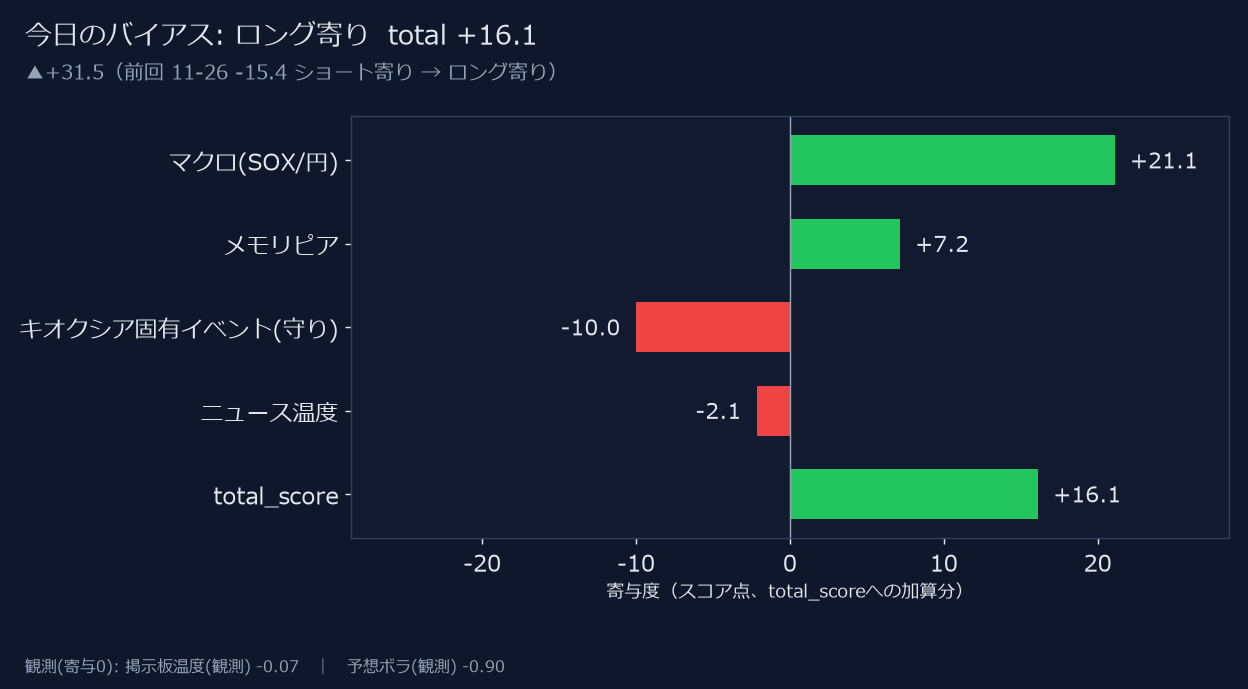 今日のバイアス: ロング寄り  total +16.1
▲+31.5（前回 11-26 -15.4 ショート寄り → ロング寄り）
マクロ(SOX/円)
+21.1
メモリピア
+7.2
キオクシア固有イベント(守り)
-10.0
ニュース温度
-2.1
total_score
+16.1
-20 -10 0 10 20
寄与度（スコア点、total_scoreへの加算分）
観測(寄与0): 掲示板温度(観測) -0.07 ｜ 予想ボラ(観測) -0.90